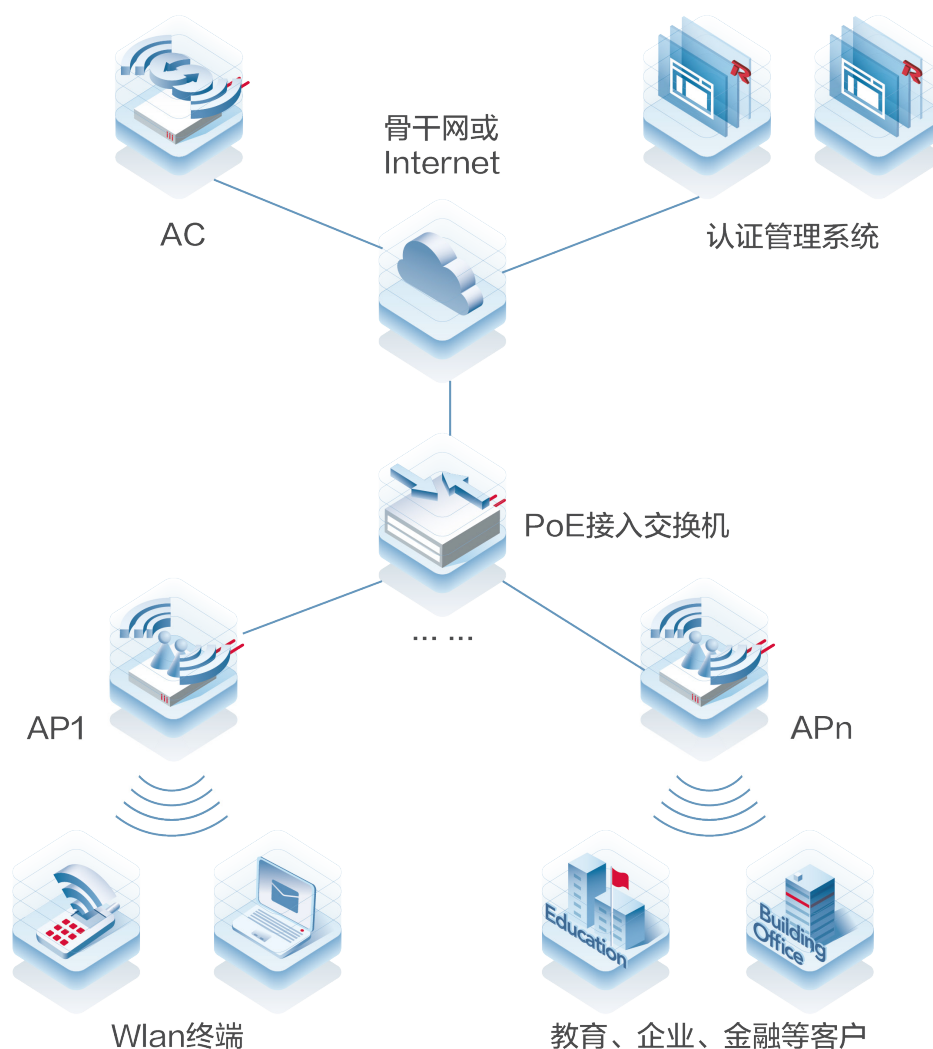 骨干网或
Internet
AC
认证管理系统
PoE接入交换机
... ...
AP1
APn
Education
Building
Office
Wlan终端
教育、企业、金融等客户